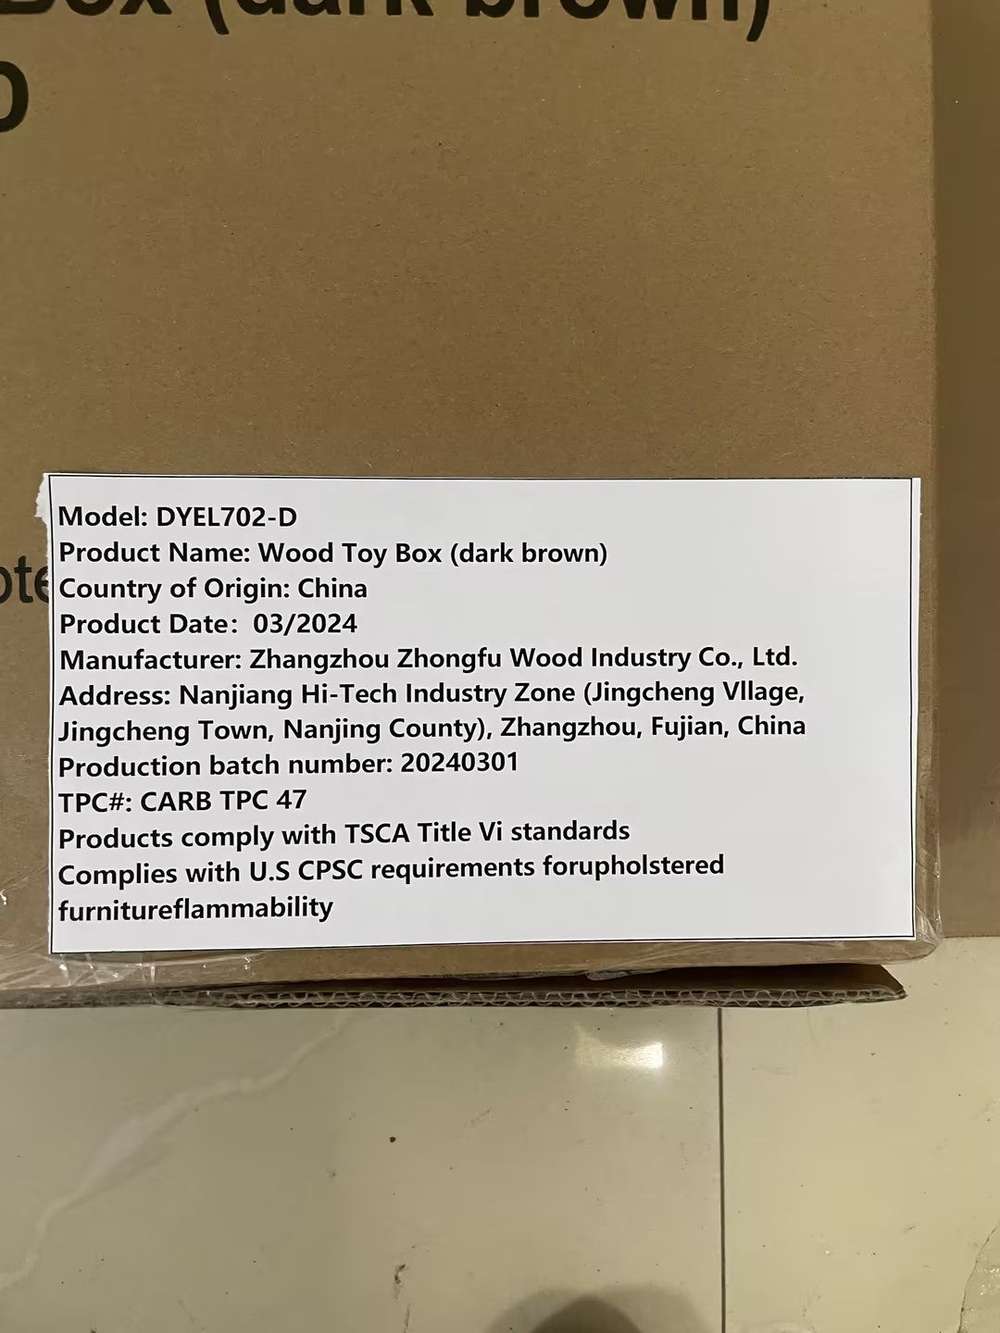 Box (dark brown)
Model: DYEL702-D
Product Name: Wood Toy Box (dark brown)
Country of Origin: China
Product Date: 03/2024
Manufacturer: Zhangzhou Zhongfu Wood Industry Co., Ltd.
Address: Nanjiang Hi-Tech Industry Zone (Jingcheng Vllage,
Jingcheng Town, Nanjing County), Zhangzhou, Fujian, China
Production batch number: 20240301
TPC#: CARB TPC 47
Products comply with TSCA Title Vi standards
Complies with U.S CPSC requirements forupholstered
furnitureflammability